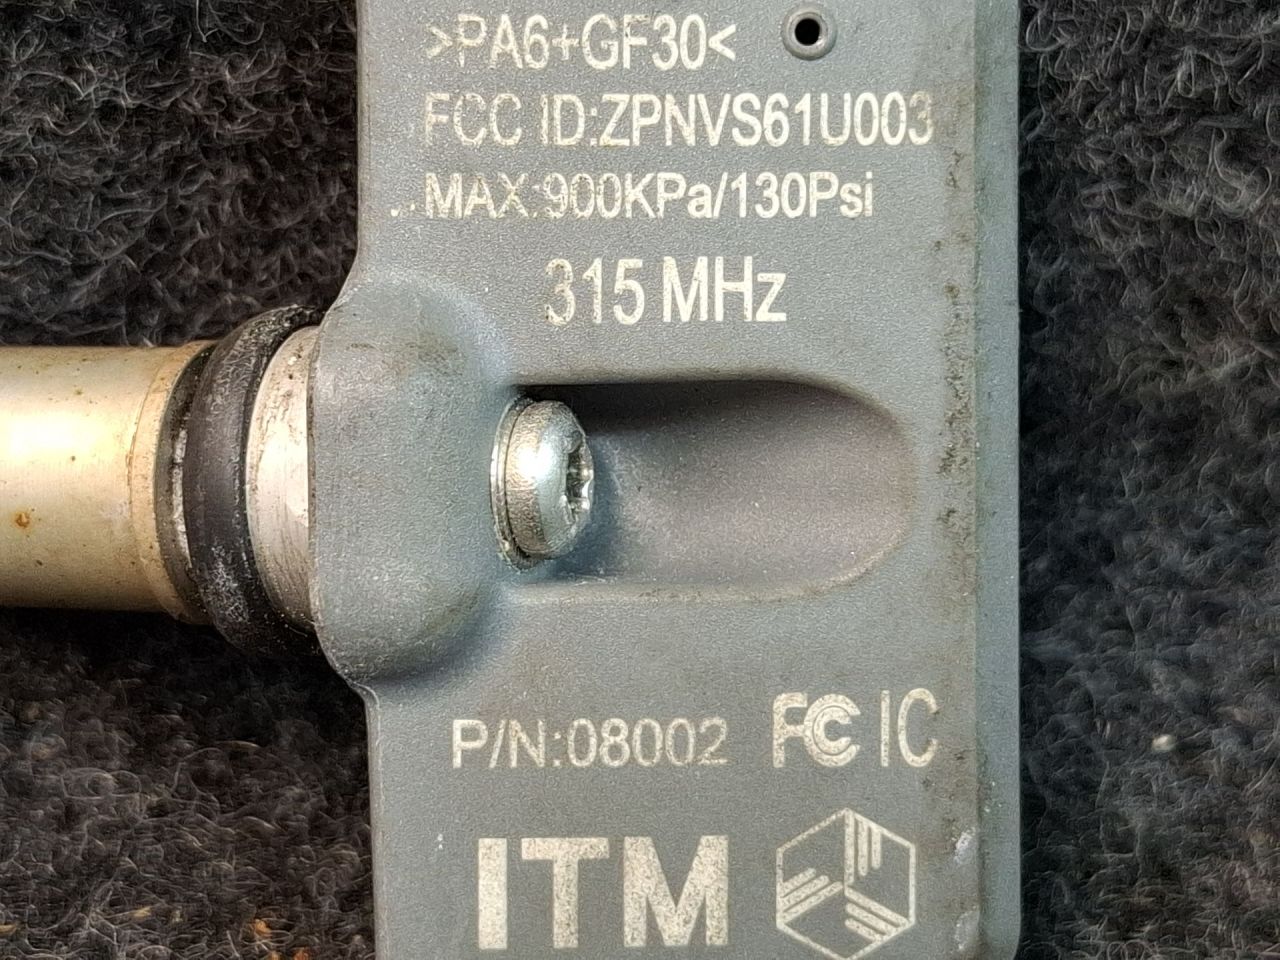 >PA6+GF30<
FCC ID:ZPNVS61U003
MAX:900KPa/130Psi
315 MHz
P/N:08002 FC IC
ITM